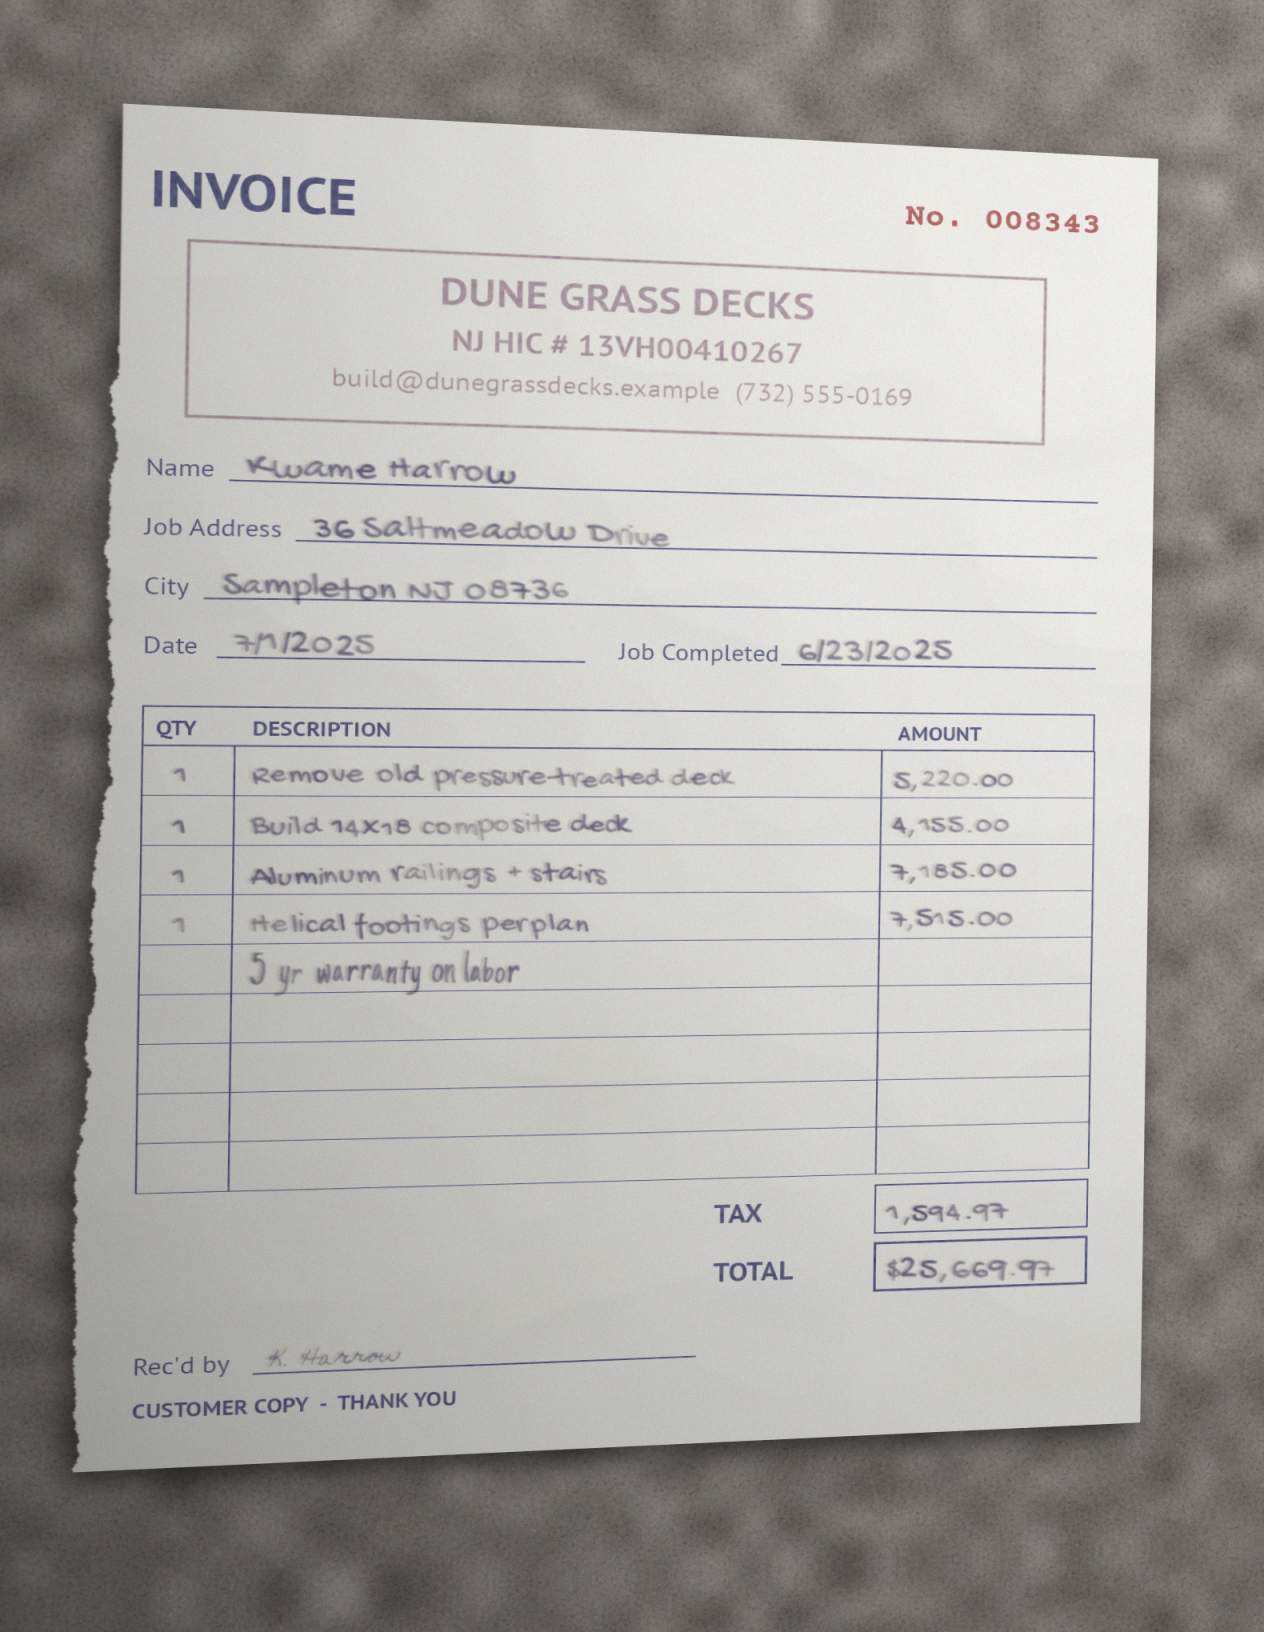 INVOICE
No. 008343
DUNE GRASS DECKS
NJ HIC # 13VH00410267
build@dunegrassdecks.example (732) 555-0169
Name Kwame Harrow
Job Address 36 Saltmeadow Drive
City Sampleton NJ 08736
Date 7/1/2025 Job Completed 6/23/2025
QTY DESCRIPTION AMOUNT
1 Remove old pressure-treated deck 5,220.00
1 Build 14x18 composite deck 4,155.00
1 Aluminum railings + stairs 7,185.00
1 Helical footings per plan 7,515.00
5 yr warranty on labor
TAX 1,594.97
TOTAL $25,669.97
Rec'd by K. Harrow
CUSTOMER COPY - THANK YOU